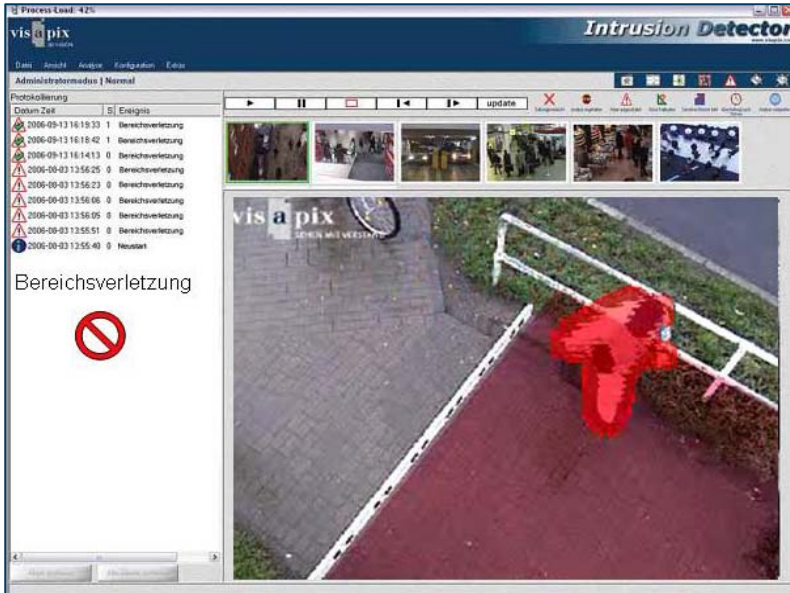 Process-Load: 42%
vis a pix
Intrusion Detector
Datei Ansicht Analyse Konfiguration Extras
Administratormodus | Normal
Protokollierung
Datum Zeit S. Ereignis
update
2006-09-13 16:19:33 1 Bereichsverletzung
2006-09-13 16:18:42 1 Bereichsverletzung
2006-09-13 16:14:13 0 Bereichsverletzung
2006-08-03 13:56:25 0 Bereichsverletzung
2006-08-03 13:56:23 0 Bereichsverletzung
2006-08-03 13:56:06 0 Bereichsverletzung
2006-08-03 13:56:05 0 Bereichsverletzung
2006-08-03 13:55:51 0 Bereichsverletzung
2006-08-03 13:55:40 0 Neustart
Bereichsverletzung
vis a pix
SEHEN MIT VERSTAND